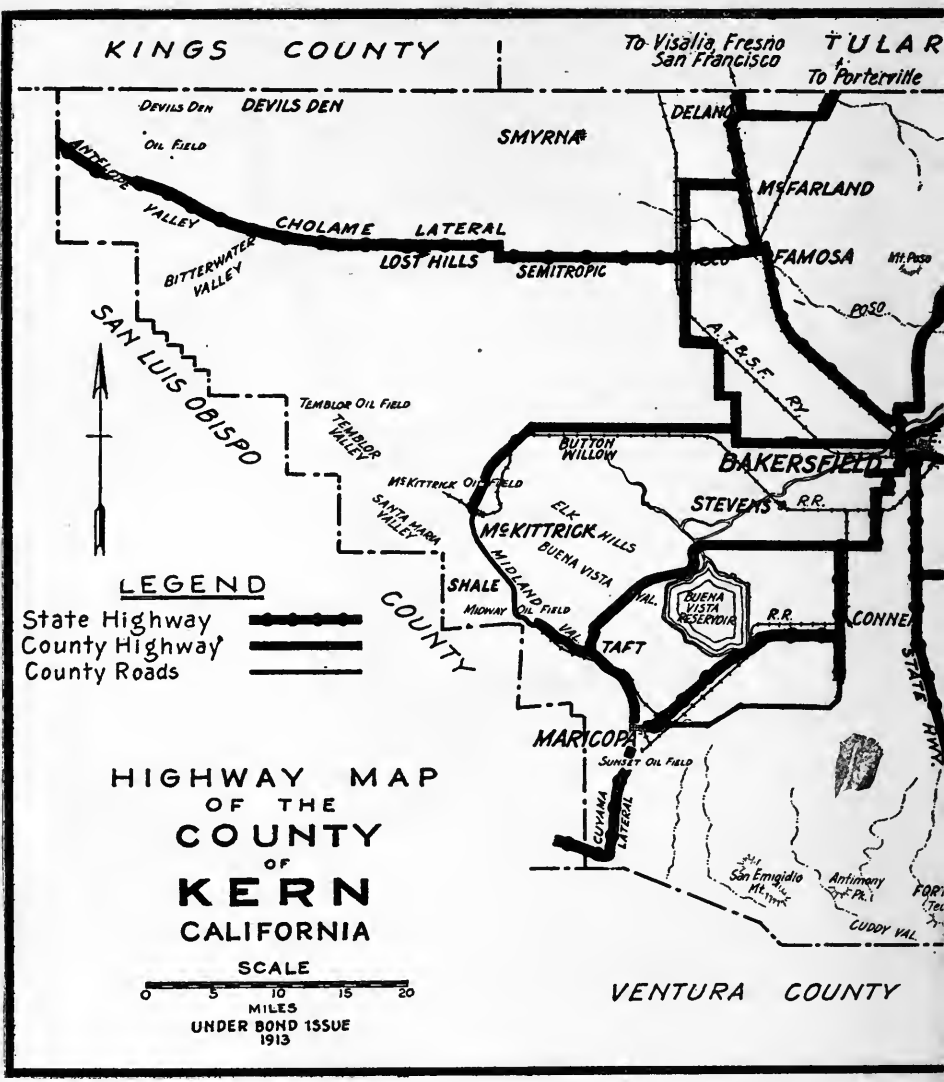 KINGS COUNTY
To Visalia, Fresno
San Francisco
TULAR
To Porterville
DEVILS DEN
DEVILS DEN
OIL FIELD
DELANO
SMYRNA
ANTELOPE
VALLEY
McFARLAND
CHOLAME LATERAL
BITTERWATER
VALLEY
LOST HILLS
SEMITROPIC
FAMOSA
Mt. Poso
POSO
SAN LUIS OBISPO
COUNTY
A.T. & S.F. RY.
TEMBLOR OIL FIELD
TEMBLOR
VALLEY
BUTTON
WILLOW
BAKERSFIELD
McKITTRICK OIL FIELD
SANTA MARIA
VALLEY
STEVENS
R.R.
McKITTRICK
ELK HILLS
BUENA VISTA
MIDLAND
SHALE
MIDWAY OIL FIELD
VAL.
VAL.
BUENA
VISTA
RESERVOIR
R.R.
CONNE
TAFT
STATE HWY.
LEGEND
State Highway
County Highway
County Roads
MARICOPA
SUNSET OIL FIELD
CUYAMA
LATERAL
HIGHWAY MAP
OF THE
COUNTY
OF
KERN
CALIFORNIA
San Emigidio
Mt.
Antimony
Pk.
FORT
Te
CUDDY VAL.
SCALE
0 5 10 15 20
MILES
UNDER BOND ISSUE
1913
VENTURA COUNTY